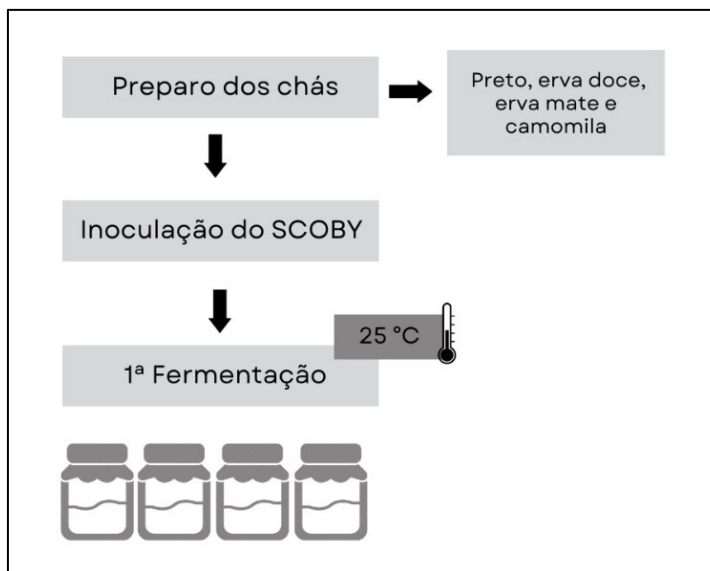 Preparo dos chás
Preto, erva doce,
erva mate e
camomila
Inoculação do SCOBY
25 °C
1ª Fermentação